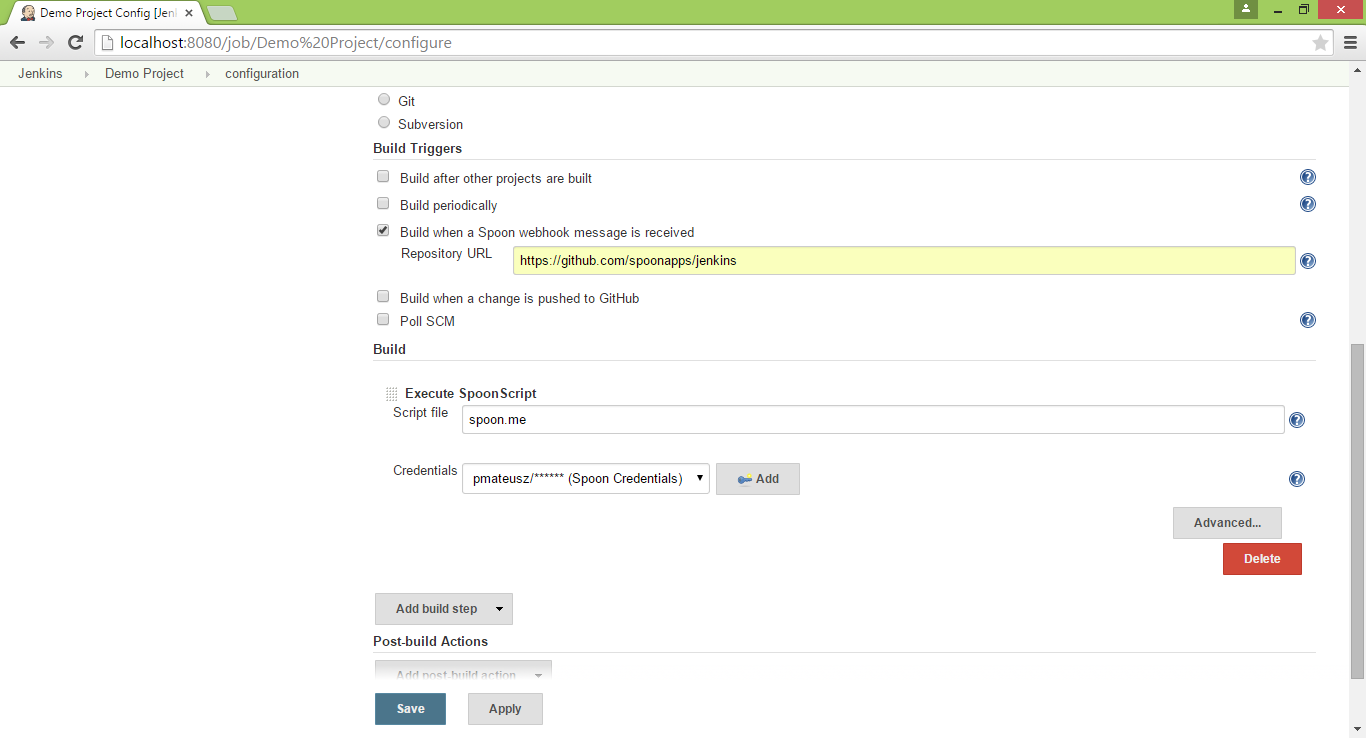 Demo Project Config [Jenk
localhost:8080/job/Demo%20Project/configure
Jenkins Demo Project configuration
Git
Subversion
Build Triggers
Build after other projects are built
Build periodically
Build when a Spoon webhook message is received
Repository URL https://github.com/spoonapps/jenkins
Build when a change is pushed to GitHub
Poll SCM
Build
Execute SpoonScript
Script file spoon.me
Credentials pmateusz/****** (Spoon Credentials) Add
Advanced...
Delete
Add build step
Post-build Actions
Add post-build action
Save Apply